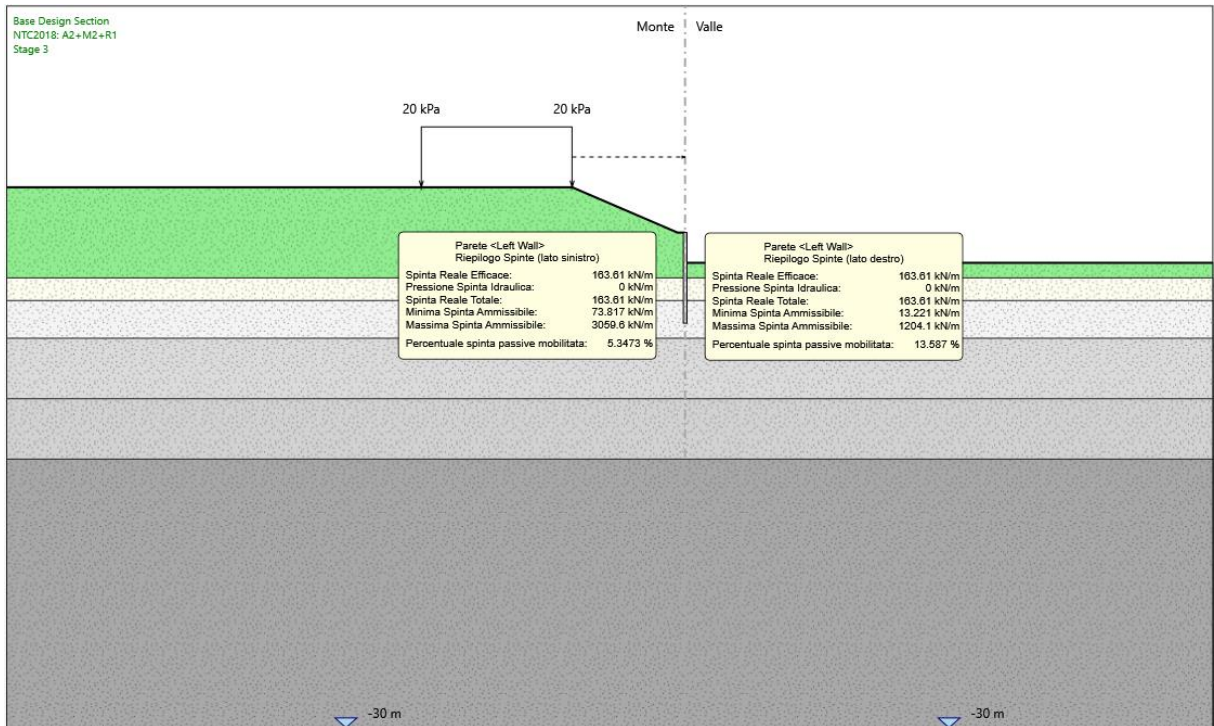 Base Design Section
NTC2018: A2+M2+R1
Stage 3
Monte Valle
20 kPa 20 kPa
Parete <Left Wall>
Riepilogo Spinte (lato sinistro)
Spinta Reale Efficace: 163.61 kN/m
Pressione Spinta Idraulica: 0 kN/m
Spinta Reale Totale: 163.61 kN/m
Minima Spinta Ammissibile: 73.817 kN/m
Massima Spinta Ammissibile: 3059.6 kN/m
Percentuale spinta passive mobilitata: 5.3473 %
Parete <Left Wall>
Riepilogo Spinte (lato destro)
Spinta Reale Efficace: 163.61 kN/m
Pressione Spinta Idraulica: 0 kN/m
Spinta Reale Totale: 163.61 kN/m
Minima Spinta Ammissibile: 13.221 kN/m
Massima Spinta Ammissibile: 1204.1 kN/m
Percentuale spinta passive mobilitata: 13.587 %
-30 m -30 m